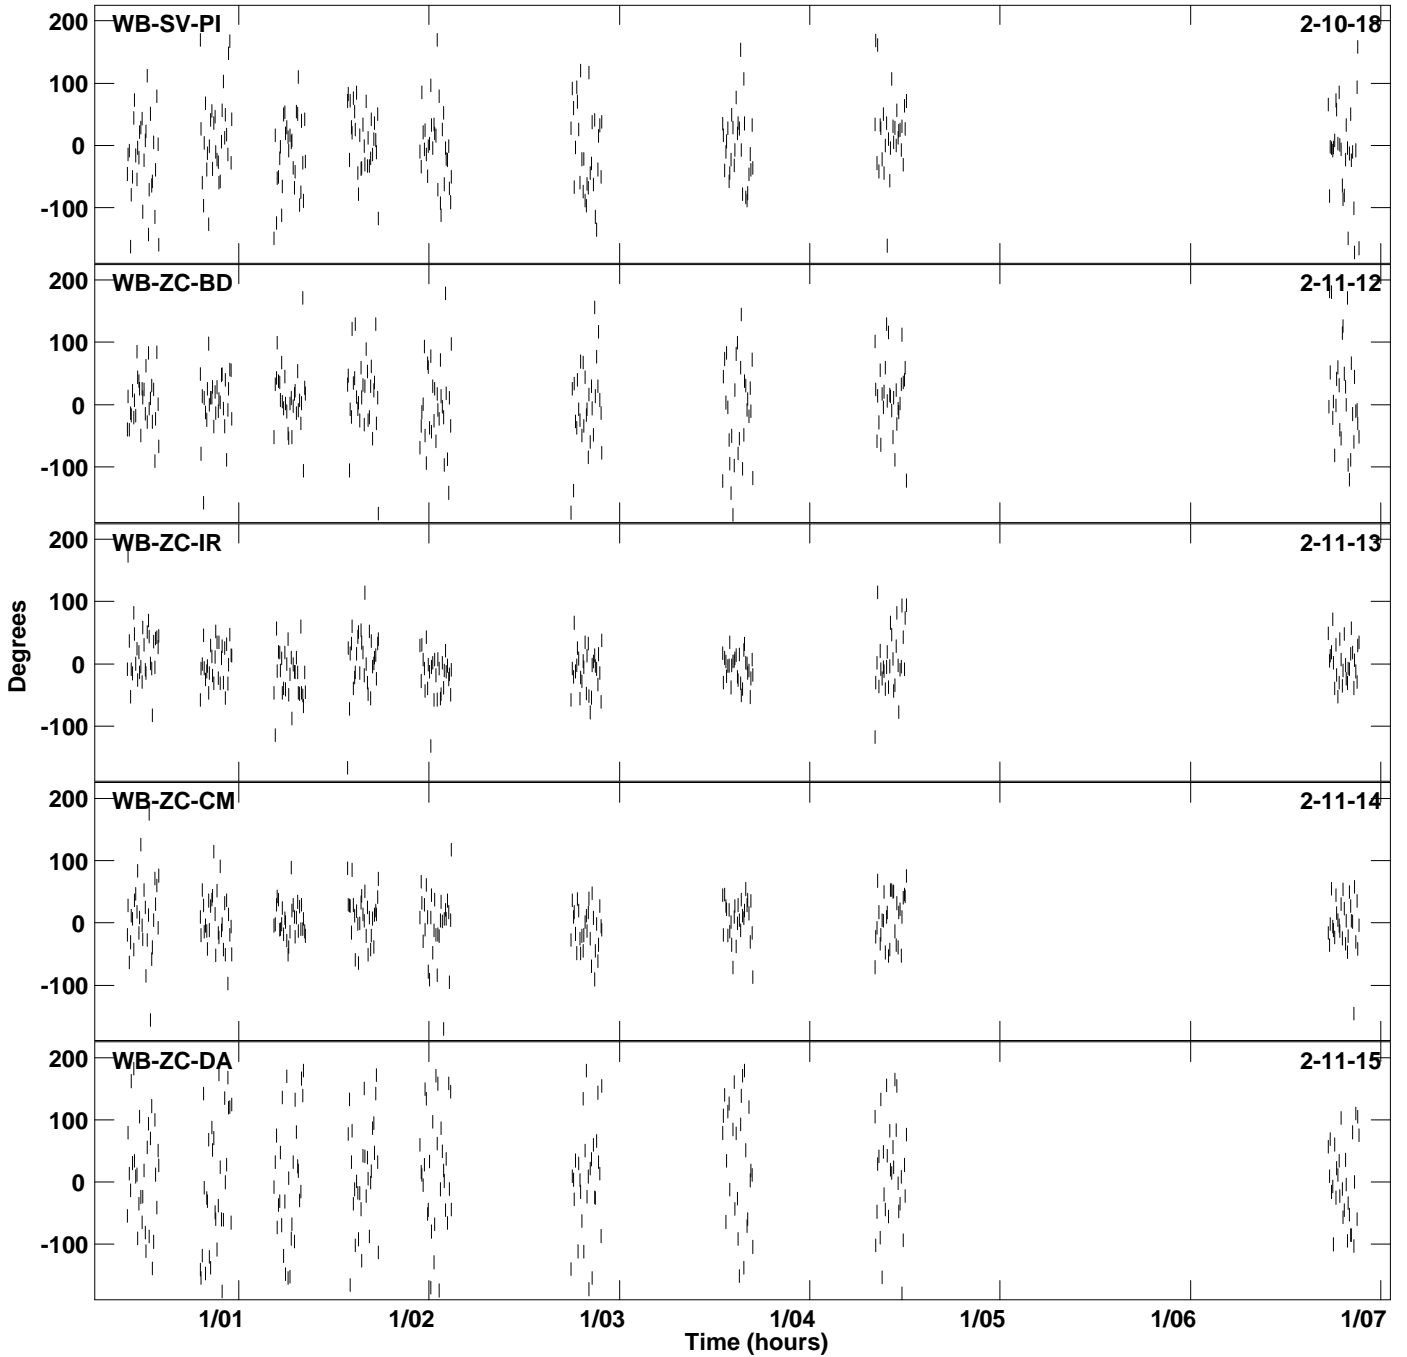 200 WB-SV-PI 2-10-18
100
0
-100
200 WB-ZC-BD 2-11-12
100
0
-100
200 WB-ZC-IR 2-11-13
100
0
-100
200 WB-ZC-CM 2-11-14
100
0
-100
200 WB-ZC-DA 2-11-15
100
0
-100
Degrees
1/01 1/02 1/03 1/04 1/05 1/06 1/07
Time (hours)